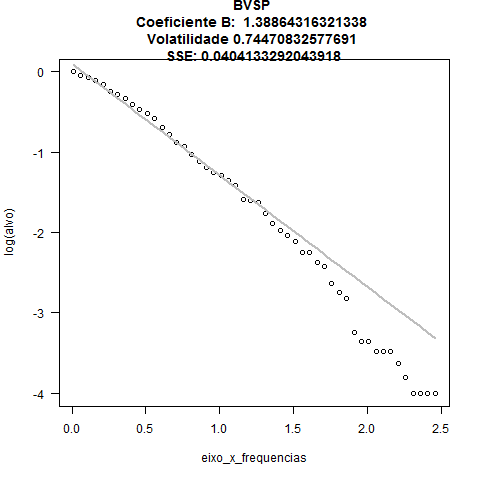 BVSP
Coeficiente B:  1.38864316321338
Volatilidade 0.74470832577691
SSE: 0.0404133292043918
0
-1
-2
-3
-4
log(alvo)
0.0 0.5 1.0 1.5 2.0 2.5
eixo_x_frequencias